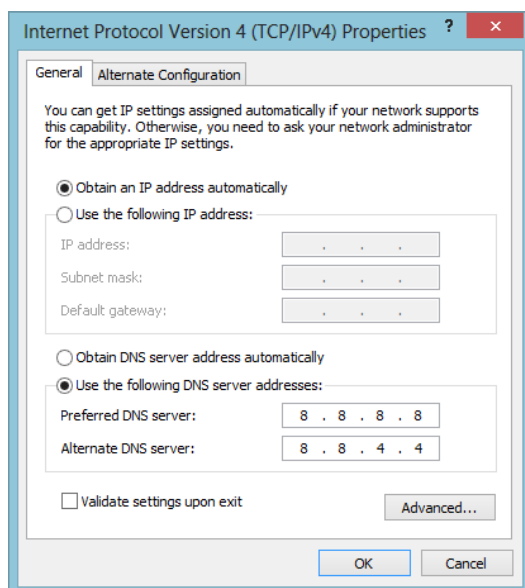 Internet Protocol Version 4 (TCP/IPv4) Properties ? ×
General Alternate Configuration
You can get IP settings assigned automatically if your network supports
this capability. Otherwise, you need to ask your network administrator
for the appropriate IP settings.
Obtain an IP address automatically
Use the following IP address:
IP address: . . .
Subnet mask: . . .
Default gateway: . . .
Obtain DNS server address automatically
Use the following DNS server addresses:
Preferred DNS server: 8 . 8 . 8 . 8
Alternate DNS server: 8 . 8 . 4 . 4
Validate settings upon exit
Advanced...
OK Cancel